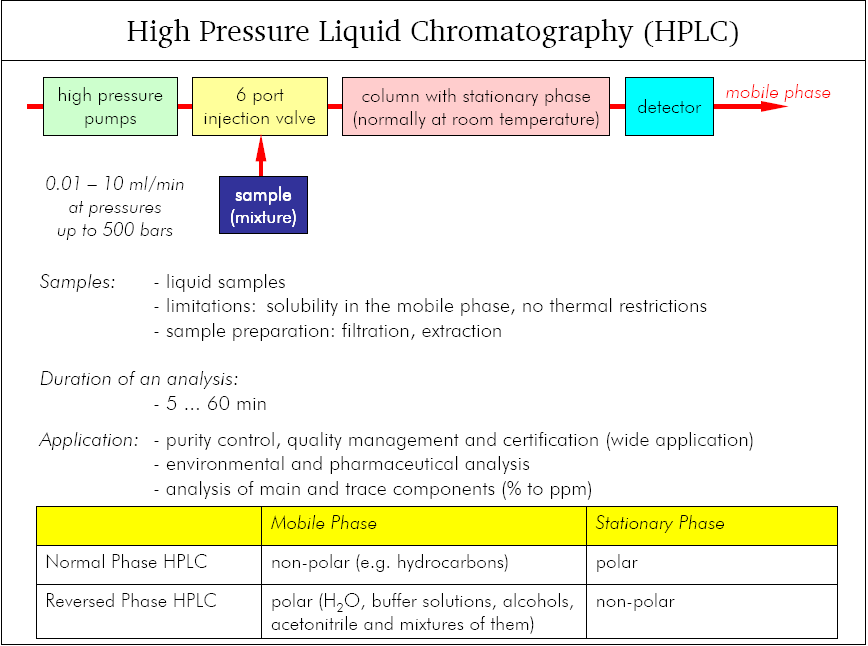 High Pressure Liquid Chromatography (HPLC)
high pressure
pumps
6 port
injection valve
column with stationary phase
(normally at room temperature)
detector
mobile phase
0.01 – 10 ml/min
at pressures
up to 500 bars
sample
(mixture)
Samples: - liquid samples
- limitations: solubility in the mobile phase, no thermal restrictions
- sample preparation: filtration, extraction
Duration of an analysis:
- 5 ... 60 min
Application: - purity control, quality management and certification (wide application)
- environmental and pharmaceutical analysis
- analysis of main and trace components (% to ppm)
Mobile Phase Stationary Phase
Normal Phase HPLC non-polar (e.g. hydrocarbons) polar
Reversed Phase HPLC polar (H₂O, buffer solutions, alcohols, non-polar
acetonitrile and mixtures of them)